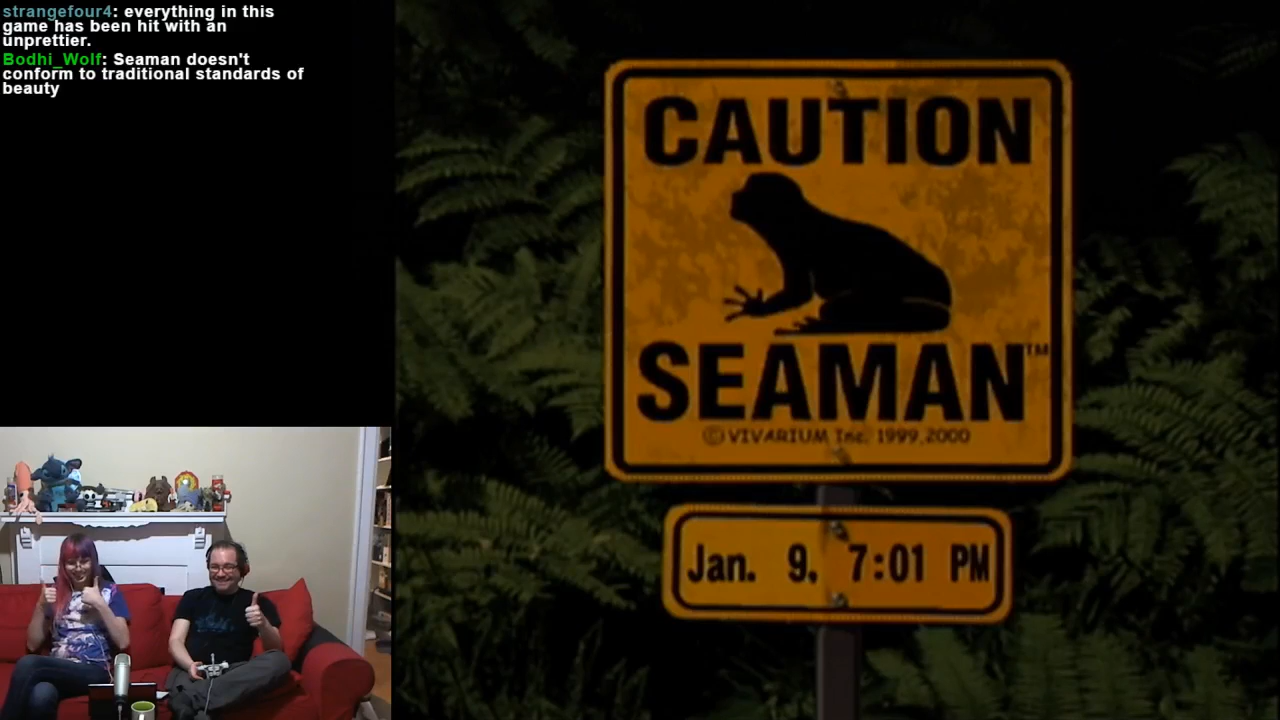 strangefour4: everything in this
game has been hit with an
unprettier.
Bodhi_Wolf: Seaman doesn't
conform to traditional standards of
beauty
CAUTION
SEAMAN™
©VIVARIUM Inc. 1999,2000
Jan. 9, 7:01 PM